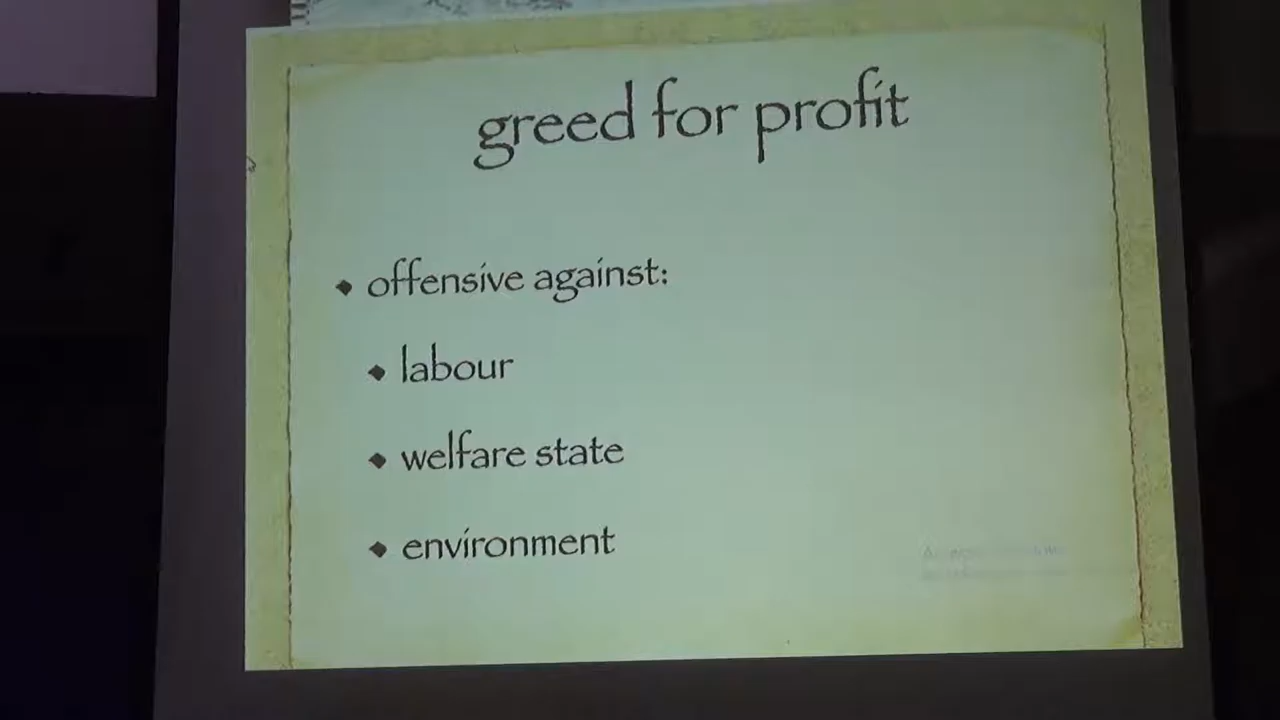 greed for profit
offensive against:
labour
welfare state
environment